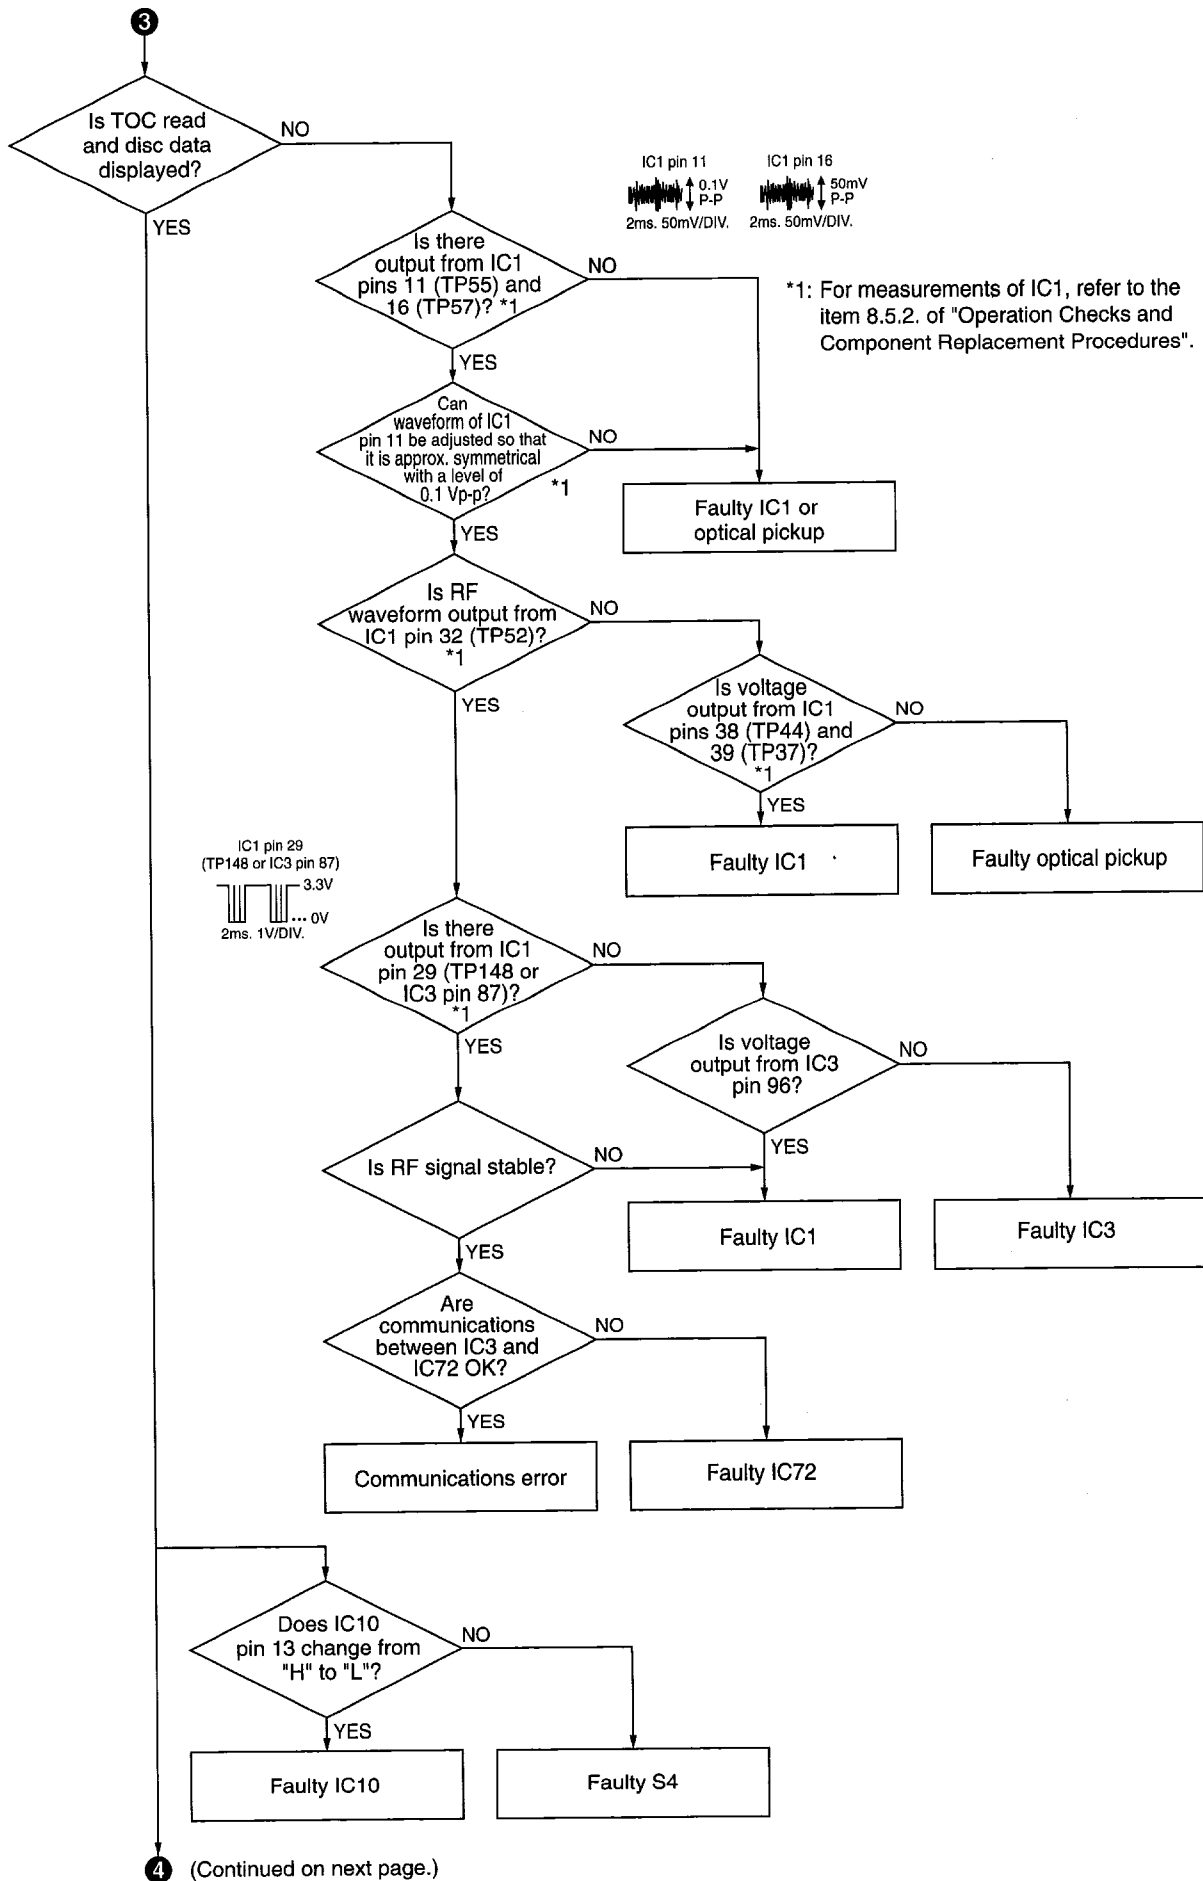 3
Is TOC read
and disc data
displayed?
NO
YES
IC1 pin 11
0.1V
P-P
2ms. 50mV/DIV.
IC1 pin 16
50mV
P-P
2ms. 50mV/DIV.
Is there
output from IC1
pins 11 (TP55) and
16 (TP57)? *1
NO
YES
*1: For measurements of IC1, refer to the
item 8.5.2. of "Operation Checks and
Component Replacement Procedures".
Can
waveform of IC1
pin 11 be adjusted so that
it is approx. symmetrical
with a level of
0.1 Vp-p?
*1
NO
YES
Faulty IC1 or
optical pickup
Is RF
waveform output from
IC1 pin 32 (TP52)?
*1
NO
YES
Is voltage
output from IC1
pins 38 (TP44) and
39 (TP37)?
*1
NO
YES
Faulty IC1
Faulty optical pickup
IC1 pin 29
(TP148 or IC3 pin 87)
3.3V
0V
2ms. 1V/DIV.
Is there
output from IC1
pin 29 (TP148 or
IC3 pin 87)?
*1
NO
YES
Is voltage
output from IC3
pin 96?
NO
YES
Is RF signal stable?
NO
YES
Faulty IC1
Faulty IC3
Are
communications
between IC3 and
IC72 OK?
NO
YES
Communications error
Faulty IC72
Does IC10
pin 13 change from
"H" to "L"?
NO
YES
Faulty IC10
Faulty S4
4 (Continued on next page.)